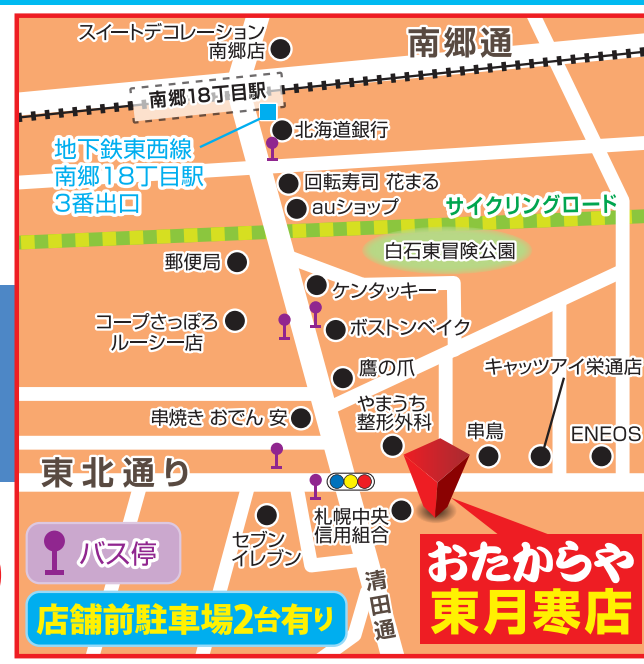 スイートデコレーション
南郷店
南郷通
南郷18丁目駅
北海道銀行
地下鉄東西線
南郷18丁目駅
3番出口
回転寿司 花まる
auショップ
サイクリングロード
白石東冒険公園
郵便局
ケンタッキー
コープさっぽろ
ルーシー店
ボストンベイク
鷹の爪
キャッツアイ栄通店
やまうち
整形外科
串焼き おでん 安
串鳥
ENEOS
東北通り
セブン
イレブン
札幌中央
信用組合
バス停
清田通
おたからや
東月寒店
店舗前駐車場2台有り